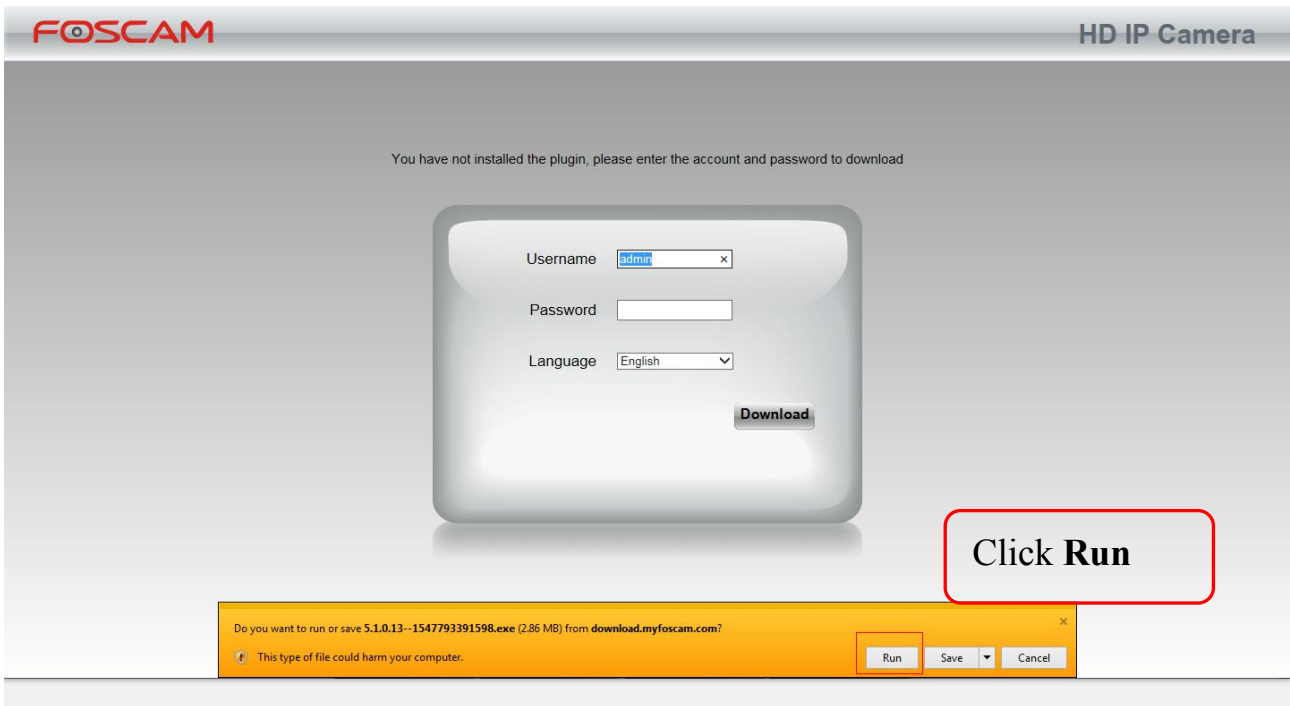 FOSCAM
HD IP Camera
You have not installed the plugin, please enter the account and password to download
Username admin ×
Password
Language English
Download
Click Run
Do you want to run or save 5.1.0.13--1547793391598.exe (2.86 MB) from download.myfoscam.com? ×
This type of file could harm your computer.
Run Save Cancel